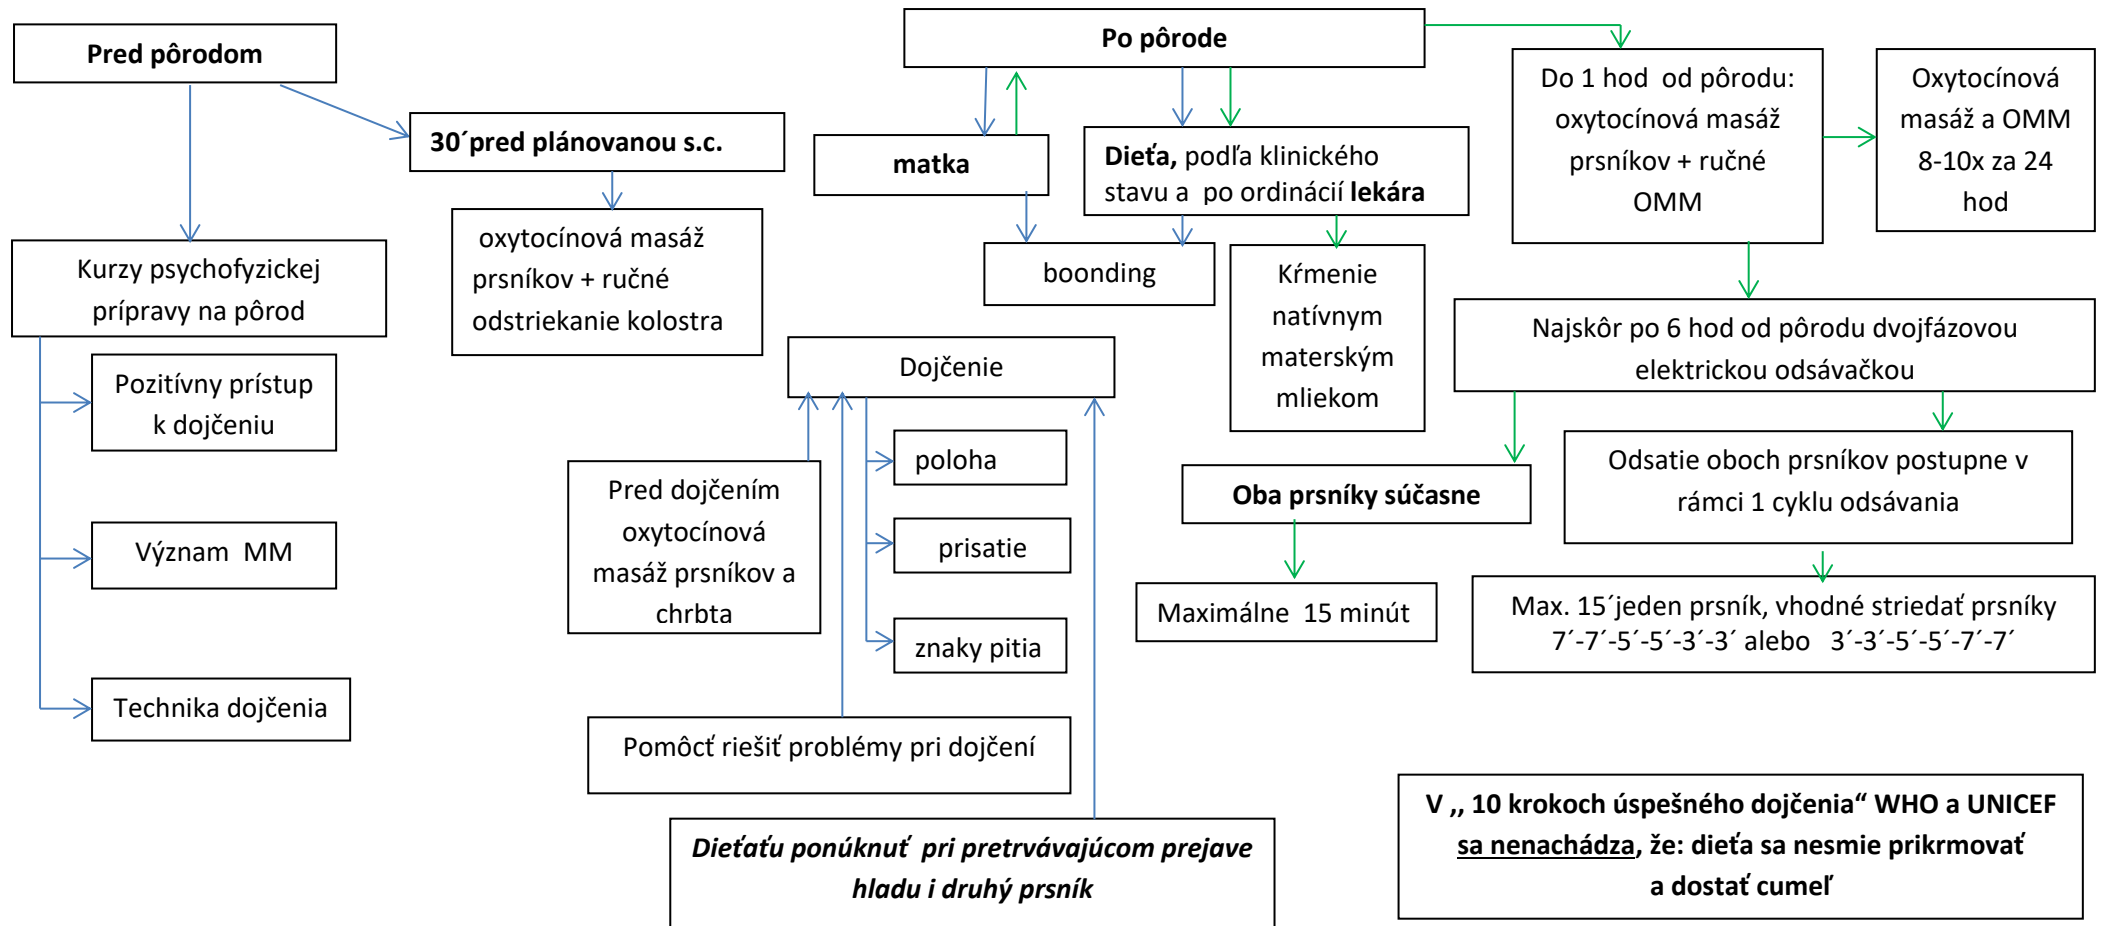 Pred pôrodom
30´pred plánovanou s.c.
oxytocínová masáž
prsníkov + ručné
odstriekanie kolostra
Kurzy psychofyzickej
prípravy na pôrod
Pozitívny prístup
k dojčeniu
Význam MM
Technika dojčenia
Po pôrode
matka
Dieťa, podľa klinického
stavu a po ordinácií lekára
boonding
Kŕmenie
natívnym
materským
mliekom
Dojčenie
poloha
prisatie
znaky pitia
Pred dojčením
oxytocínová
masáž prsníkov a
chrbta
Pomôcť riešiť problémy pri dojčení
Dieťaťu ponúknuť pri pretrvávajúcom prejave
hladu i druhý prsník
Do 1 hod od pôrodu:
oxytocínová masáž
prsníkov + ručné
OMM
Oxytocínová
masáž a OMM
8-10x za 24
hod
Najskôr po 6 hod od pôrodu dvojfázovou
elektrickou odsávačkou
Oba prsníky súčasne
Maximálne 15 minút
Odsatie oboch prsníkov postupne v
rámci 1 cyklu odsávania
Max. 15´jeden prsník, vhodné striedať prsníky
7´-7´-5´-5´-3´-3´ alebo 3´-3´-5´-5´-7´-7´
V ,, 10 krokoch úspešného dojčenia“ WHO a UNICEF
sa nenachádza, že: dieťa sa nesmie prikrmovať
a dostať cumeľ